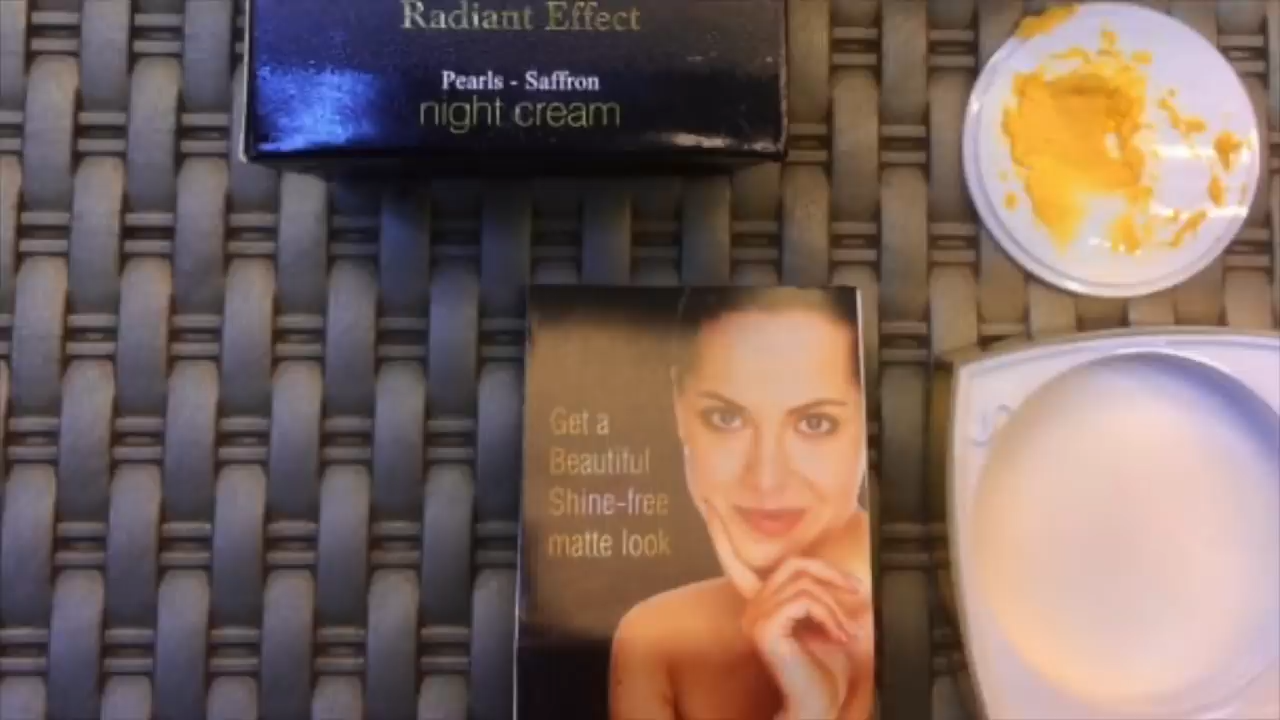 Radiant Effect
Pearls - Saffron
night cream
Get a
Beautiful
Shine-free
matte look